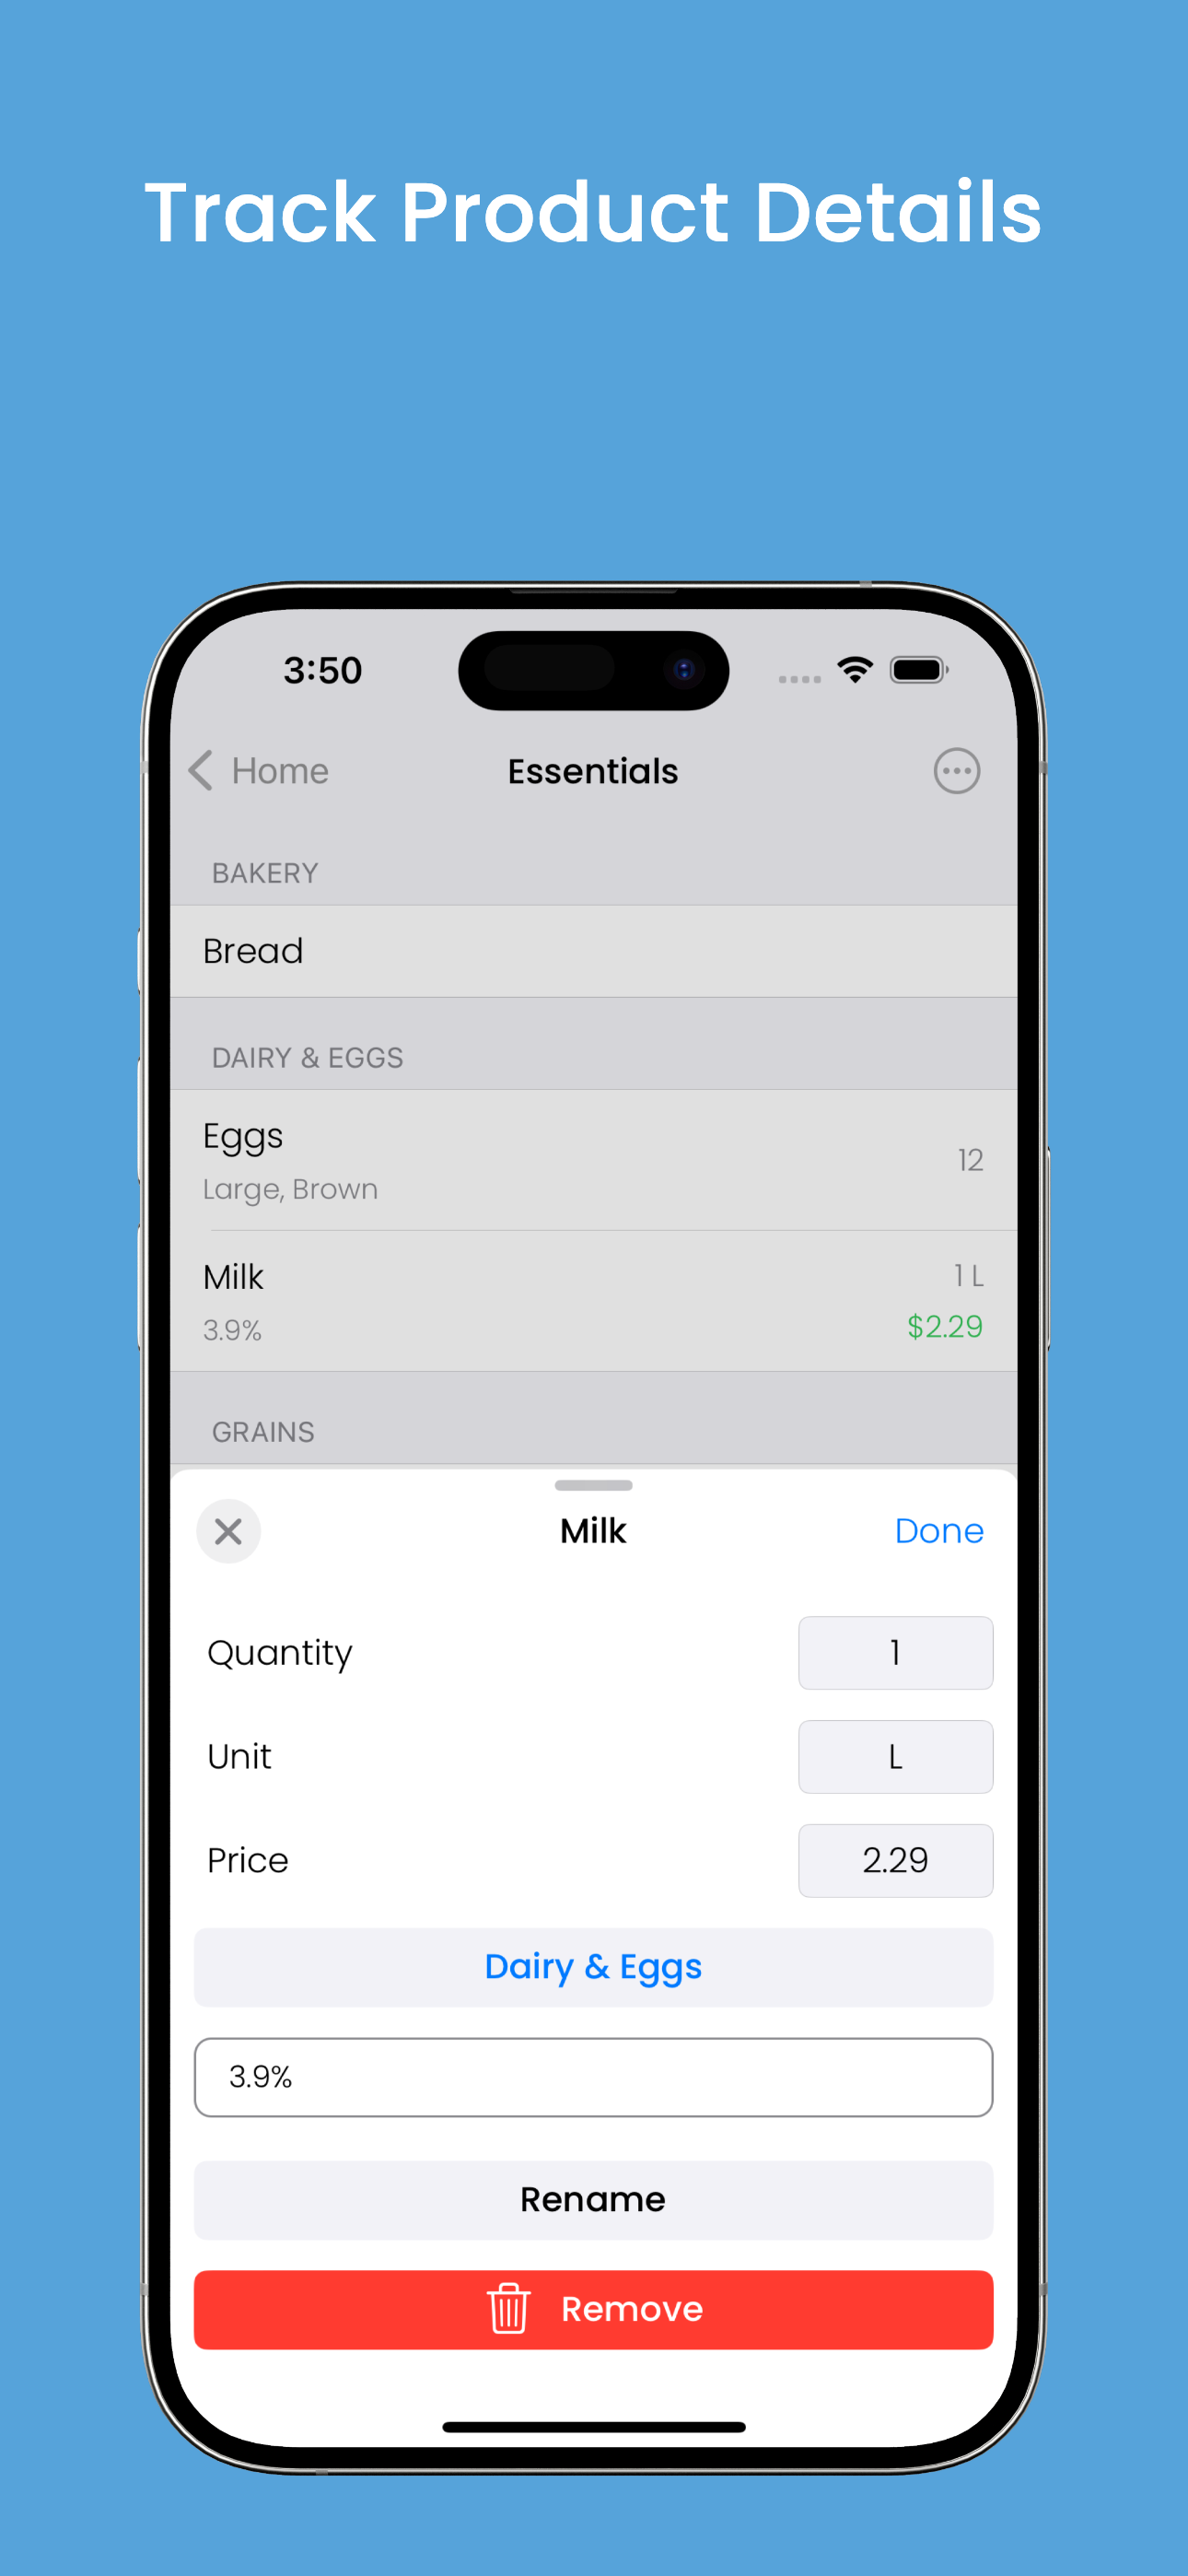 Track Product Details
3:50
Home
Essentials
BAKERY
Bread
DAIRY & EGGS
Eggs
12
Large, Brown
Milk
1 L
3.9%
$2.29
GRAINS
Milk
Done
Quantity
1
Unit
L
Price
2.29
Dairy & Eggs
3.9%
Rename
Remove